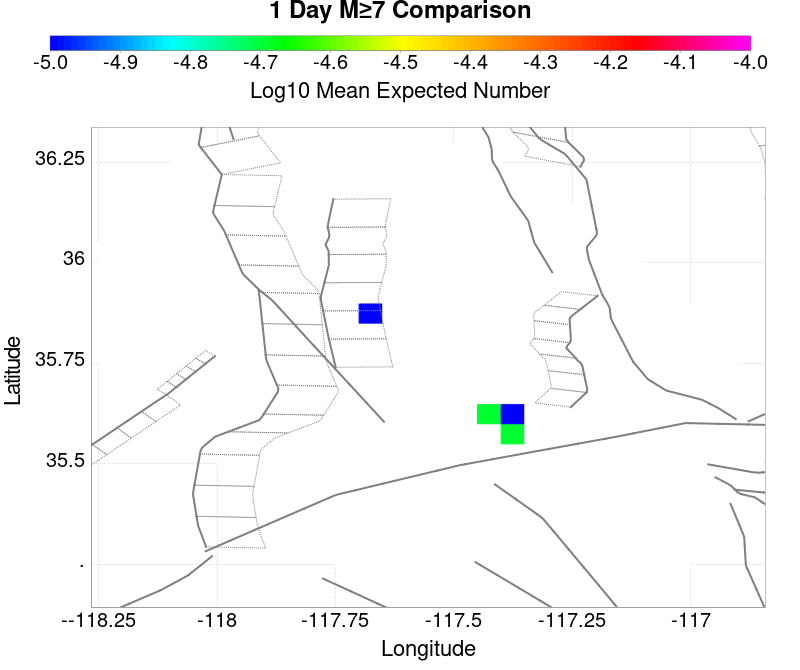 1 Day M≥7 Comparison
-5.0 -4.9 -4.8 -4.7 -4.6 -4.5 -4.4 -4.3 -4.2 -4.1 -4.0
Log10 Mean Expected Number
36.25
36
35.75
35.5
.
Latitude
--118.25 -118 -117.75 -117.5 -117.25 -117
Longitude